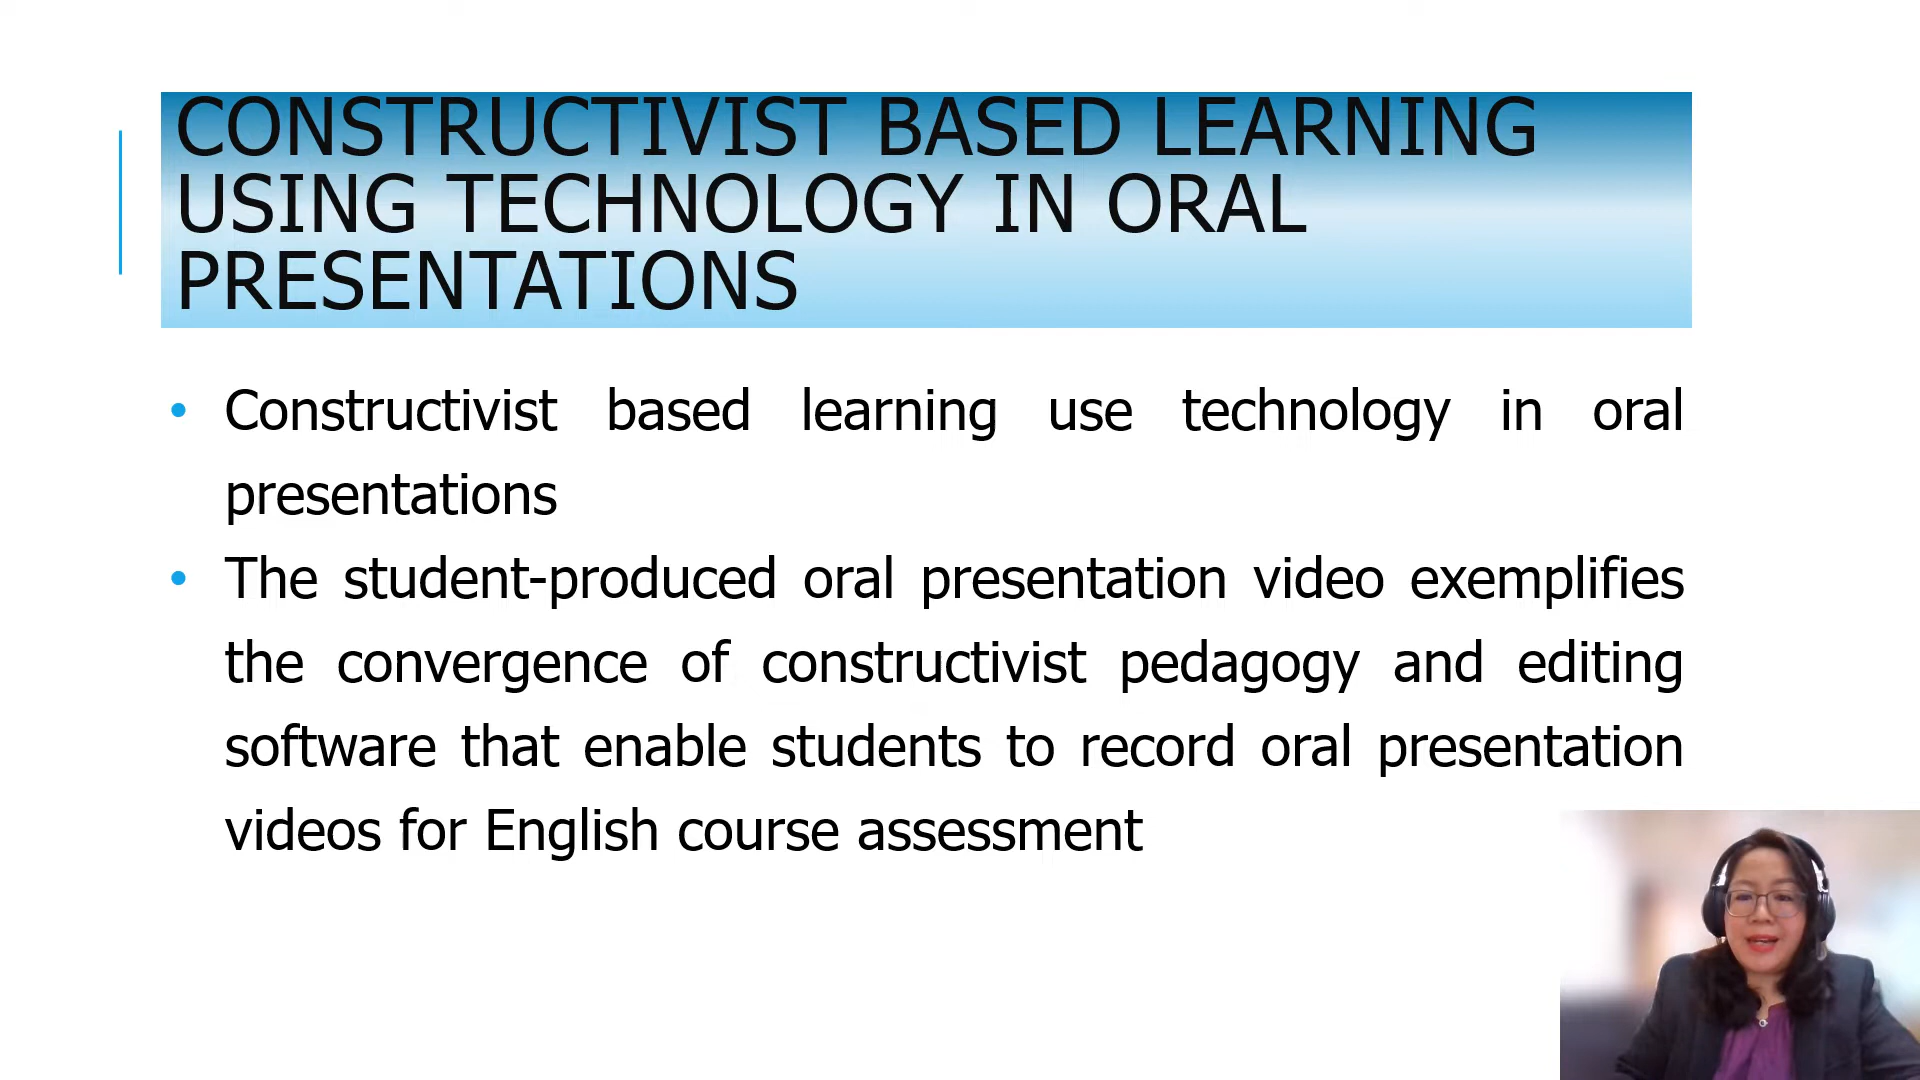 CONSTRUCTIVIST BASED LEARNING
USING TECHNOLOGY IN ORAL
PRESENTATIONS
• Constructivist based learning use technology in oral
presentations
• The student-produced oral presentation video exemplifies
the convergence of constructivist pedagogy and editing
software that enable students to record oral presentation
videos for English course assessment